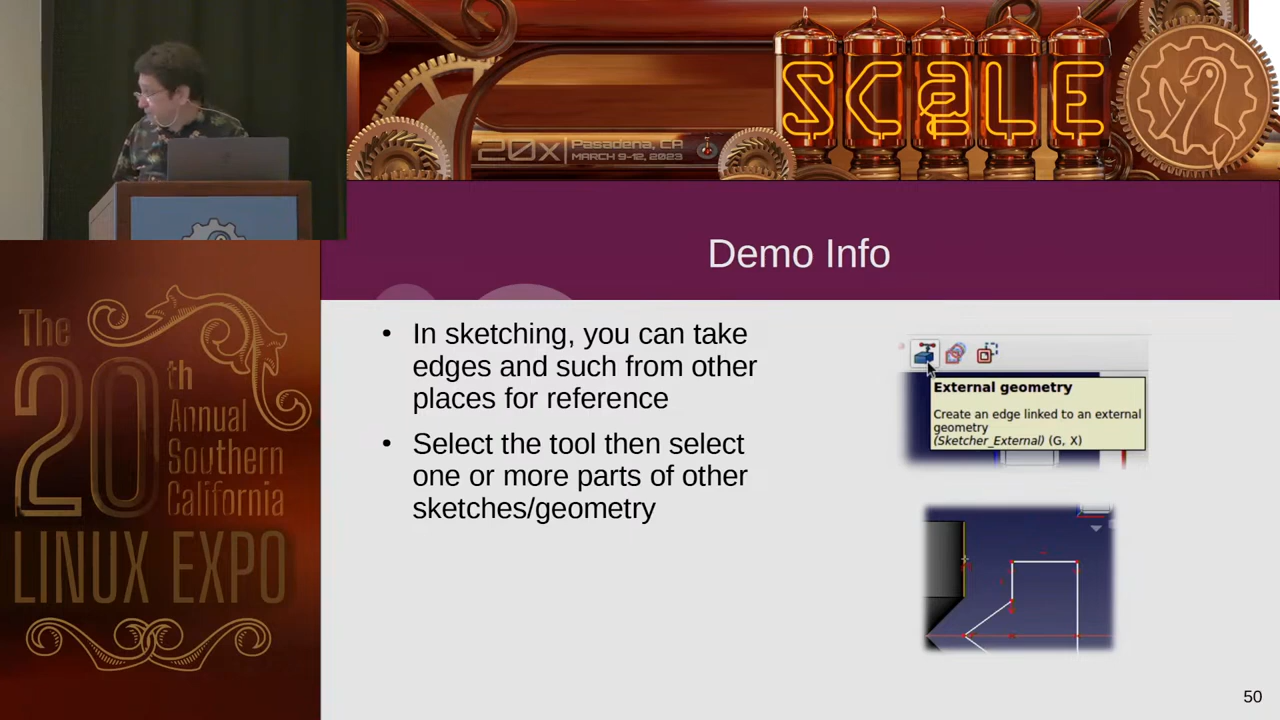 SCaLE
20x
Pasadena, CA
MARCH 9-12, 2023
Demo Info
The
20th
Annual
Southern
California
LINUX EXPO
• In sketching, you can take
edges and such from other
places for reference
• Select the tool then select
one or more parts of other
sketches/geometry
External geometry
Create an edge linked to an external
geometry
(Sketcher_External) (G, X)
50